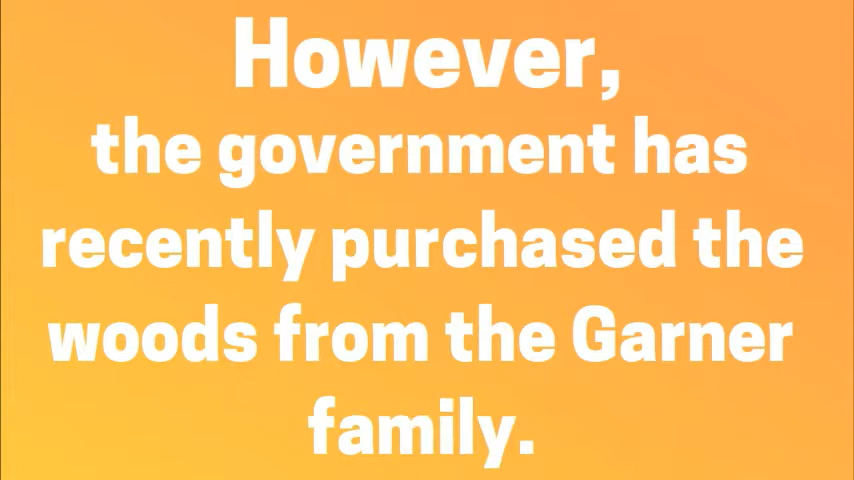 However,
the government has
recently purchased the
woods from the Garner
family.